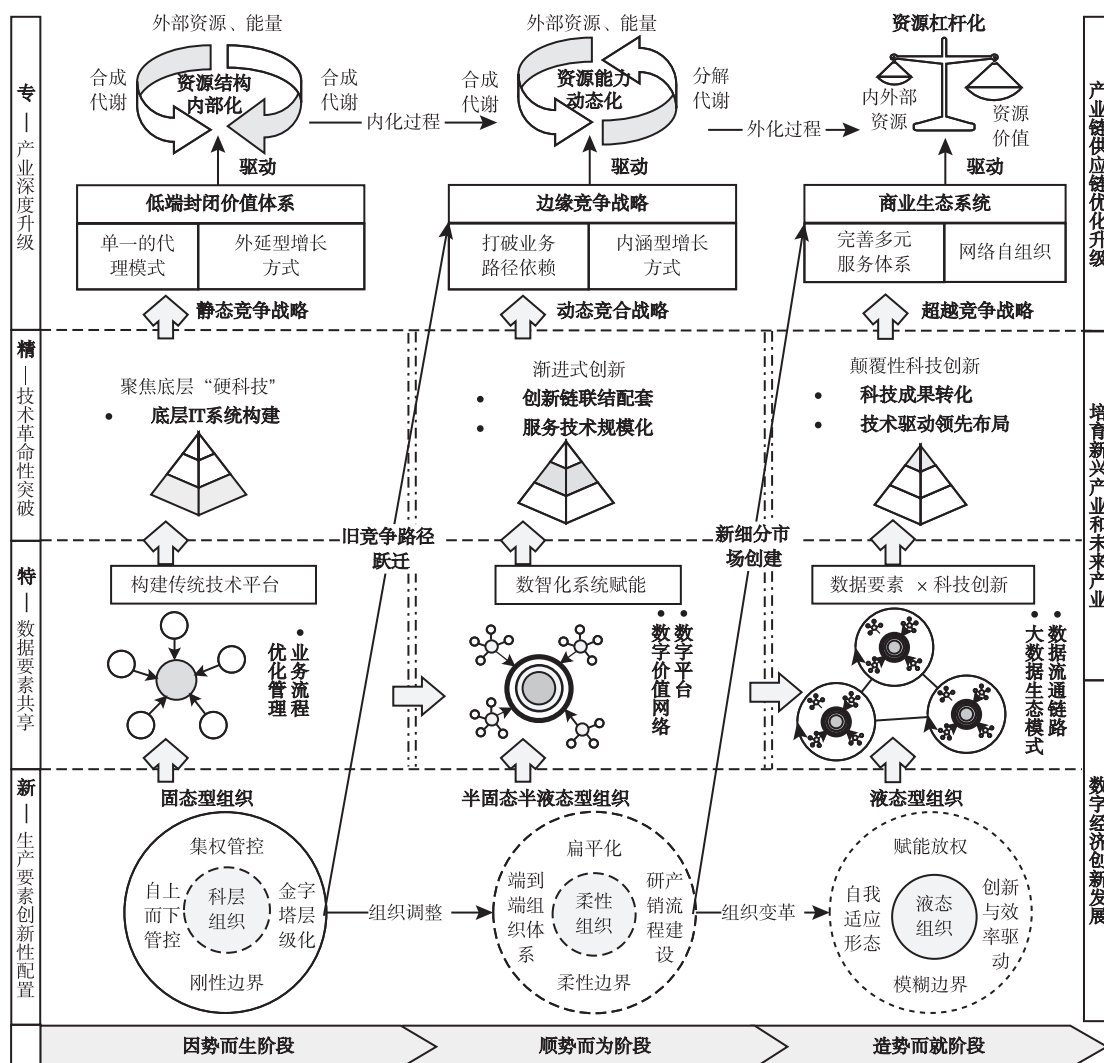 专—产业深度升级
外部资源、能量
合成
代谢
资源结构
内部化
合成
代谢
驱动
内化过程
外部资源、能量
合成
代谢
资源能力
动态化
分解
代谢
驱动
外化过程
资源杠杆化
内外部
资源
资源
价值
驱动
产业链供应链优化升级
低端封闭价值体系
单一的代
理模式
外延型增长
方式
静态竞争战略
边缘竞争战略
打破业务
路径依赖
内涵型增长
方式
动态竞合战略
商业生态系统
完善多元
服务体系
网络自组织
超越竞争战略
精—技术革命性突破
聚焦底层“硬科技”
• 底层IT系统构建
渐进式创新
• 创新链联结配套
• 服务技术规模化
颠覆性科技创新
• 科技成果转化
• 技术驱动领先布局
培育新兴产业和未来产业
旧竞争路径
跃迁
新细分市
场创建
特—数据要素共享
构建传统技术平台
• 业务流程
优化管理
数智化系统赋能
• 数字平台
• 数字价值网络
数据要素 × 科技创新
• 数据流通链路
• 大数据生态模式
新—生产要素创新性配置
固态型组织
集权管控
自上
而下
管控
科层
组织
金字
塔层
级化
刚性边界
组织调整
半固态半液态型组织
扁平化
端到
端组
织体
系
柔性
组织
研产
销流
程建
设
柔性边界
组织变革
液态型组织
赋能放权
自我
适应
形态
液态
组织
创新
与效
率驱
动
模糊边界
数字经济创新发展
因势而生阶段
顺势而为阶段
造势而就阶段